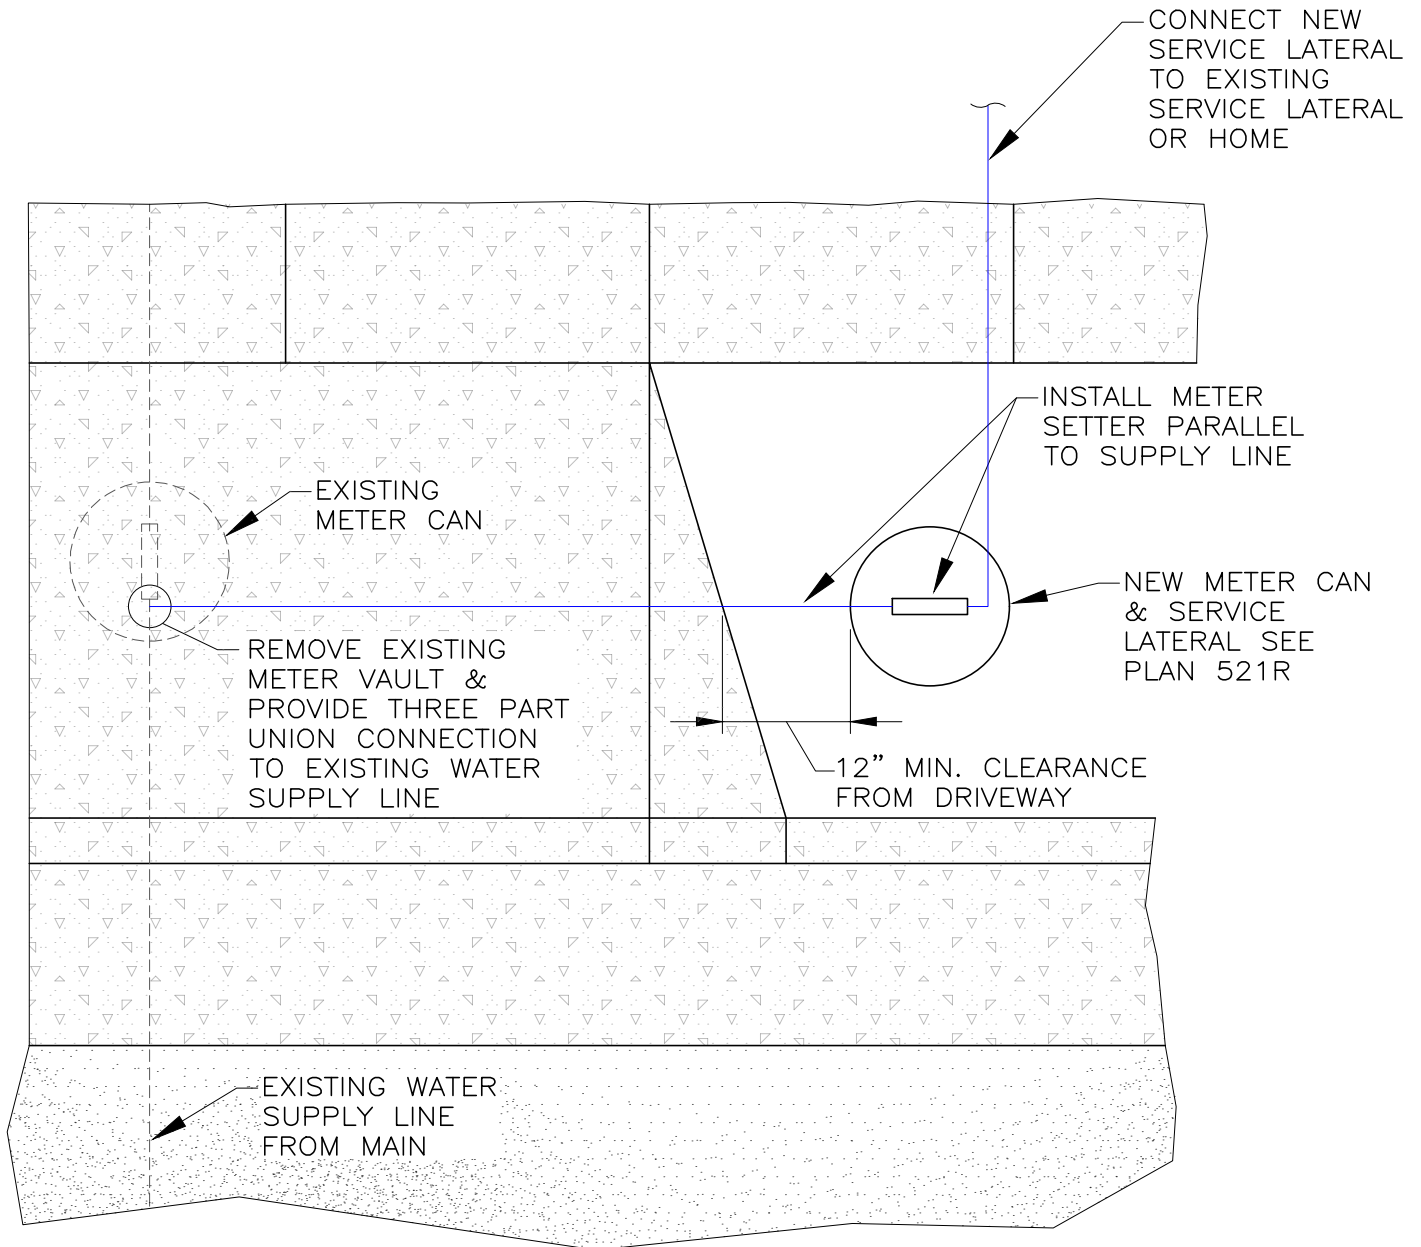 CONNECT NEW
SERVICE LATERAL
TO EXISTING
SERVICE LATERAL
OR HOME
INSTALL METER
SETTER PARALLEL
TO SUPPLY LINE
EXISTING
METER CAN
NEW METER CAN
& SERVICE
LATERAL SEE
PLAN 521R
REMOVE EXISTING
METER VAULT &
PROVIDE THREE PART
UNION CONNECTION
TO EXISTING WATER
SUPPLY LINE
12” MIN. CLEARANCE
FROM DRIVEWAY
EXISTING WATER
SUPPLY LINE
FROM MAIN